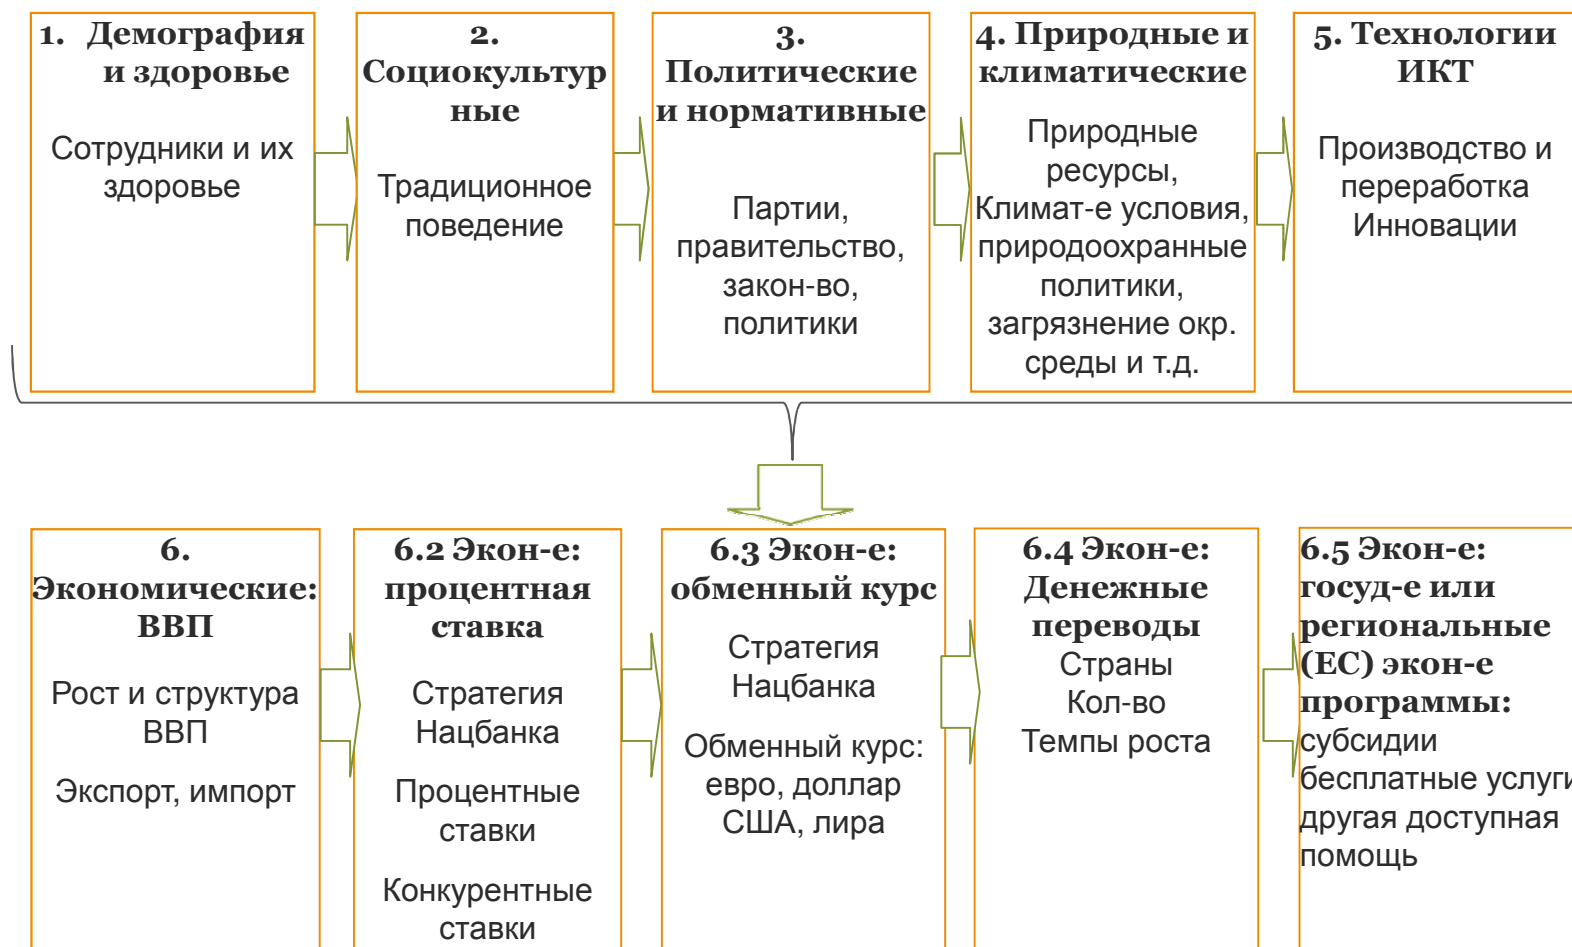 1. Демография
и здоровье
Сотрудники и их
здоровье
2.
Социокультур
ные
Традиционное
поведение
3.
Политические
и нормативные
Партии,
правительство,
закон-во,
политики
4. Природные и
климатические
Природные
ресурсы,
Климат-е условия,
природоохранные
политики,
загрязнение окр.
среды и т.д.
5. Технологии
ИКТ
Производство и
переработка
Инновации
6.
Экономические:
ВВП
Рост и структура
ВВП
Экспорт, импорт
6.2 Экон-е:
процентная
ставка
Стратегия
Нацбанка
Процентные
ставки
Конкурентные
ставки
6.3 Экон-е:
обменный курс
Стратегия
Нацбанка
Обменный курс:
евро, доллар
США, лира
6.4 Экон-е:
Денежные
переводы
Страны
Кол-во
Темпы роста
6.5 Экон-е:
госуд-е или
региональные
(ЕС) экон-е
программы:
субсидии
бесплатные услуги
другая доступная
помощь